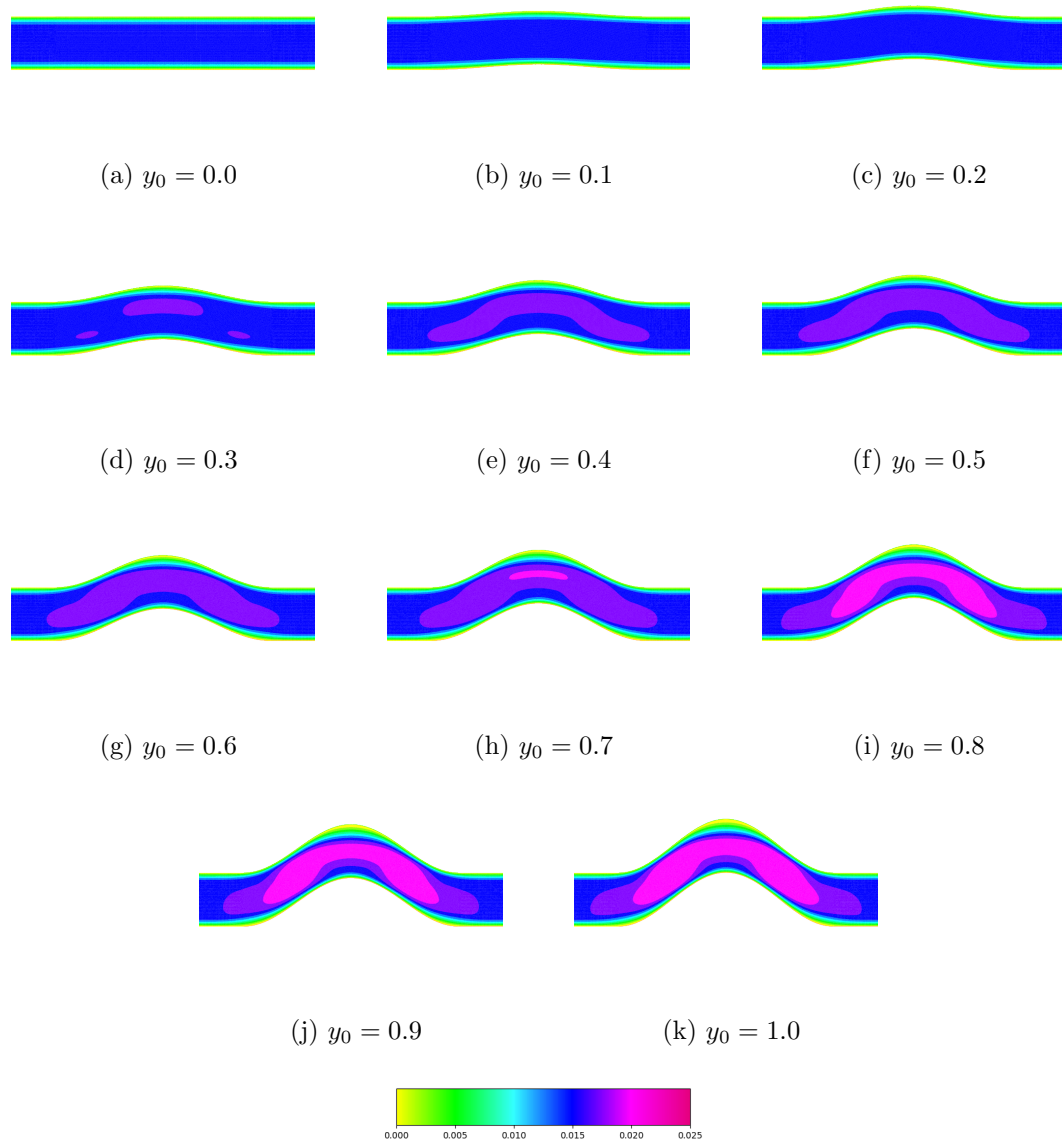 (a) y₀ = 0.0
(b) y₀ = 0.1
(c) y₀ = 0.2
(d) y₀ = 0.3
(e) y₀ = 0.4
(f) y₀ = 0.5
(g) y₀ = 0.6
(h) y₀ = 0.7
(i) y₀ = 0.8
(j) y₀ = 0.9
(k) y₀ = 1.0
0.000 0.005 0.010 0.015 0.020 0.025